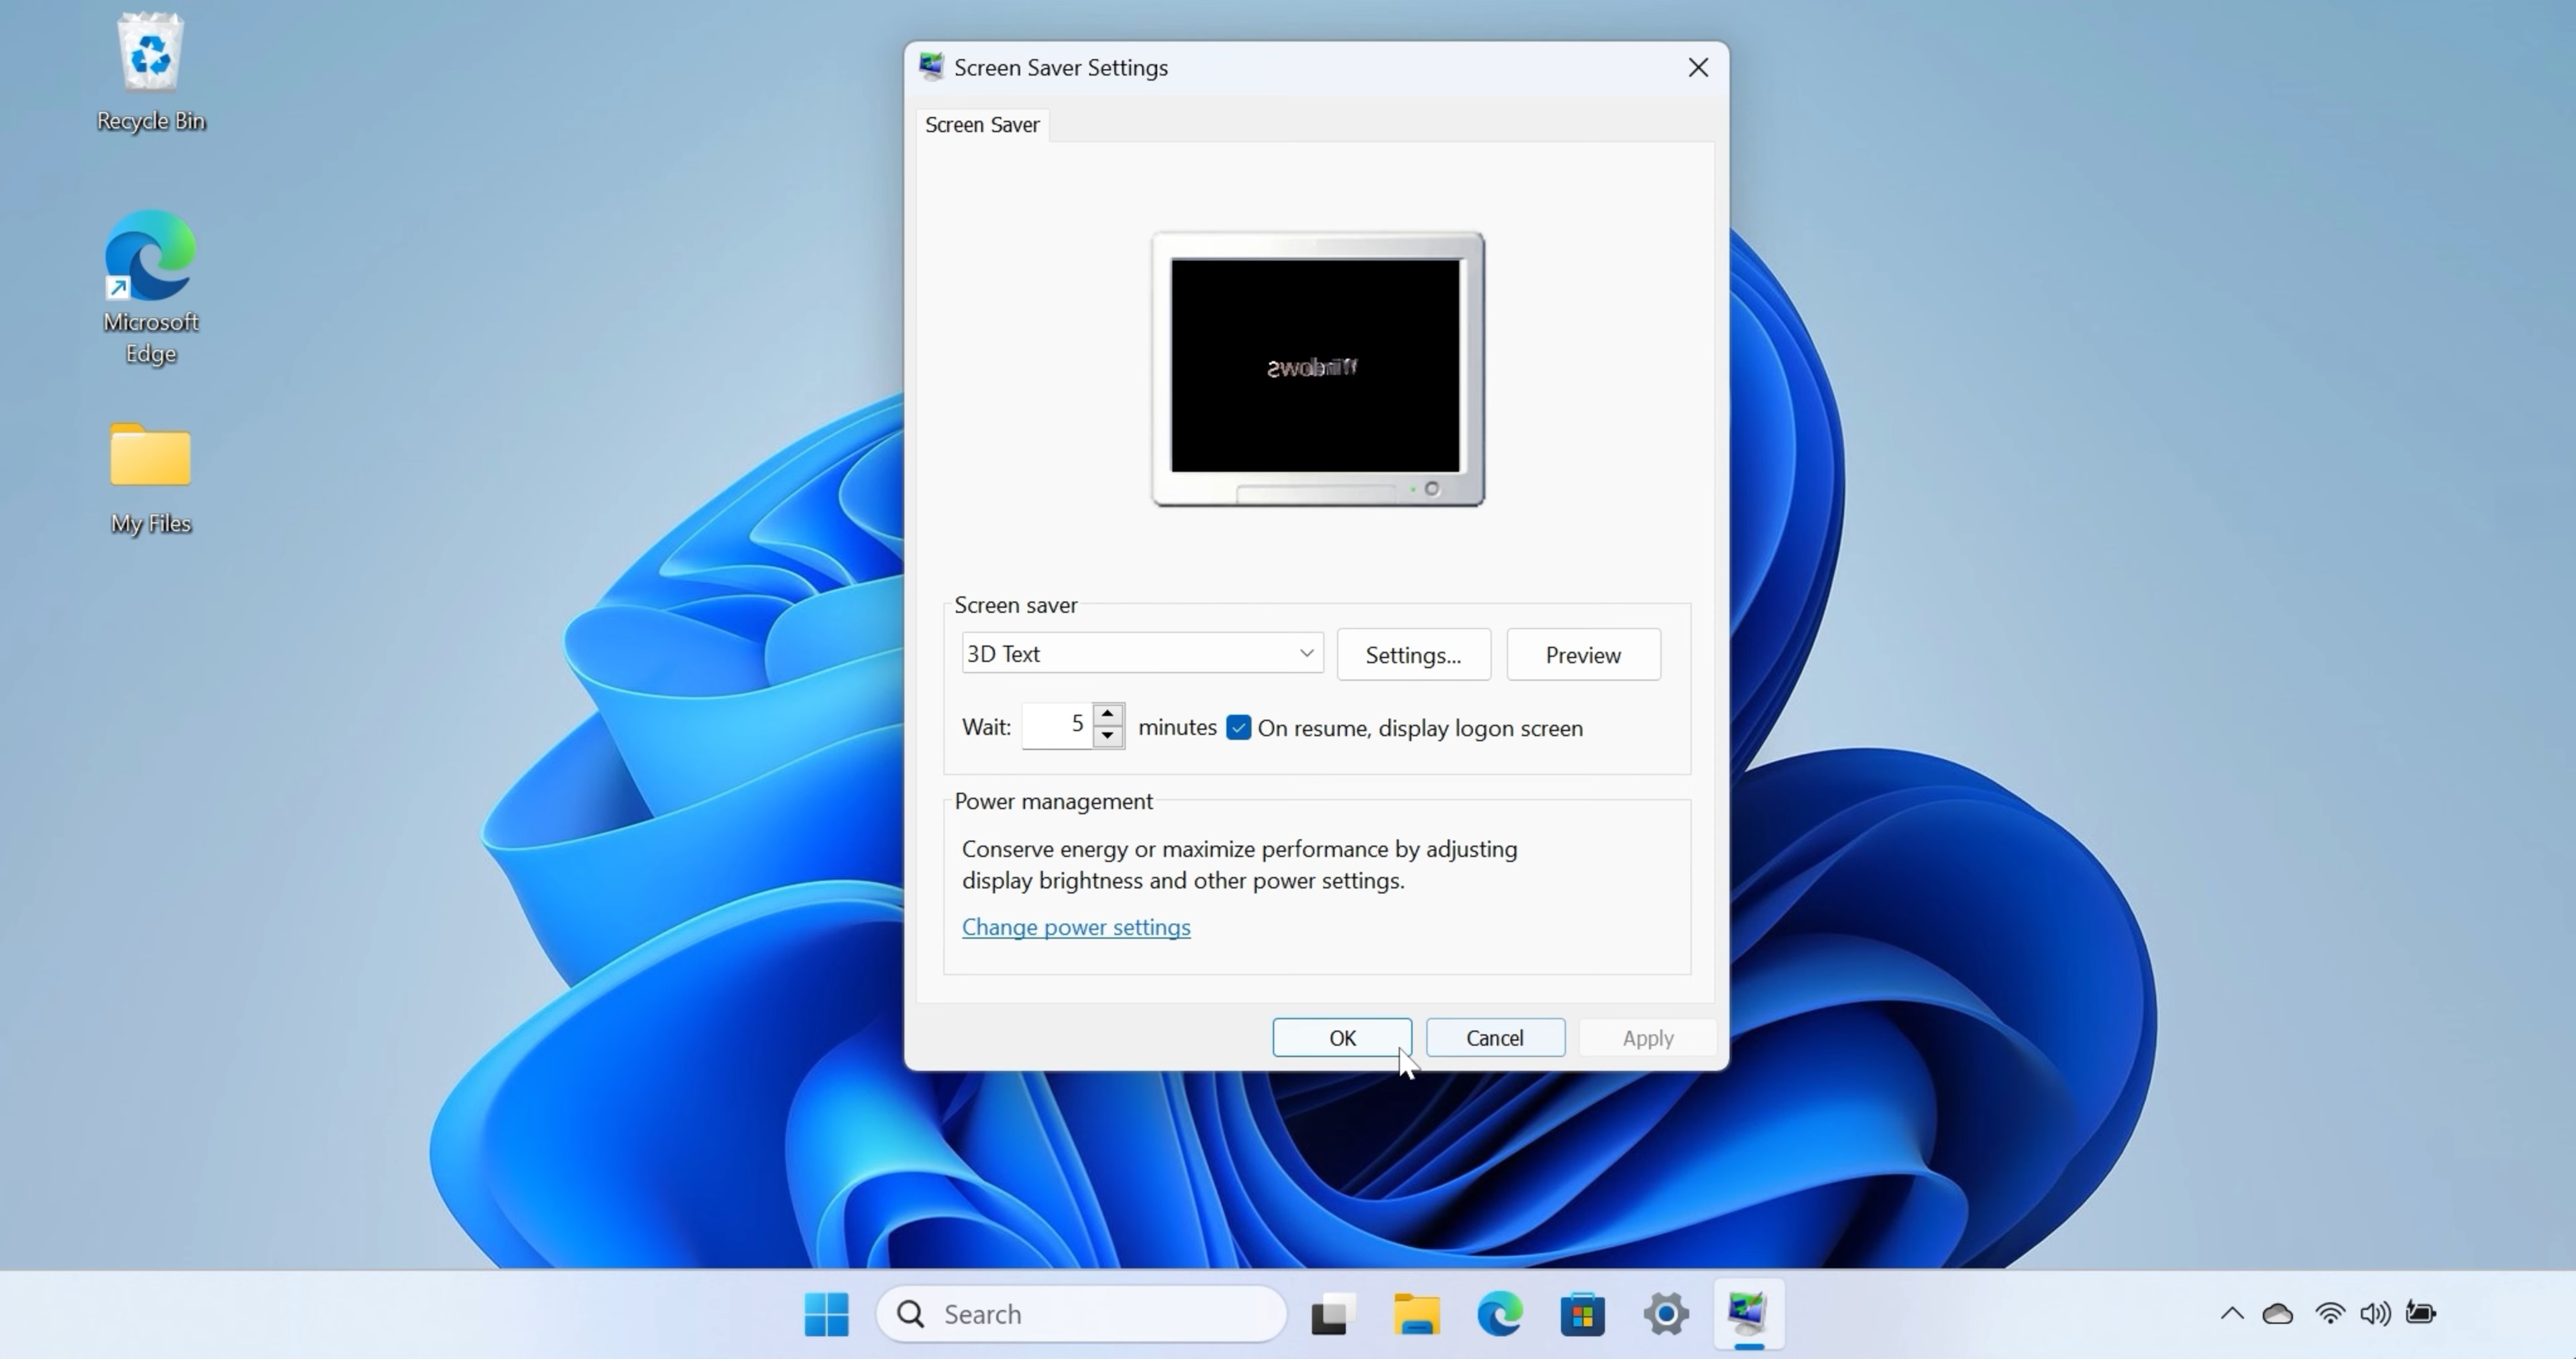 Recycle Bin
Microsoft
Edge
My Files
Screen Saver Settings
Screen Saver
Windows
Screen saver
3D Text
Settings...
Preview
Wait:
5
minutes
On resume, display logon screen
Power management
Conserve energy or maximize performance by adjusting
display brightness and other power settings.
Change power settings
OK
Cancel
Apply
Search